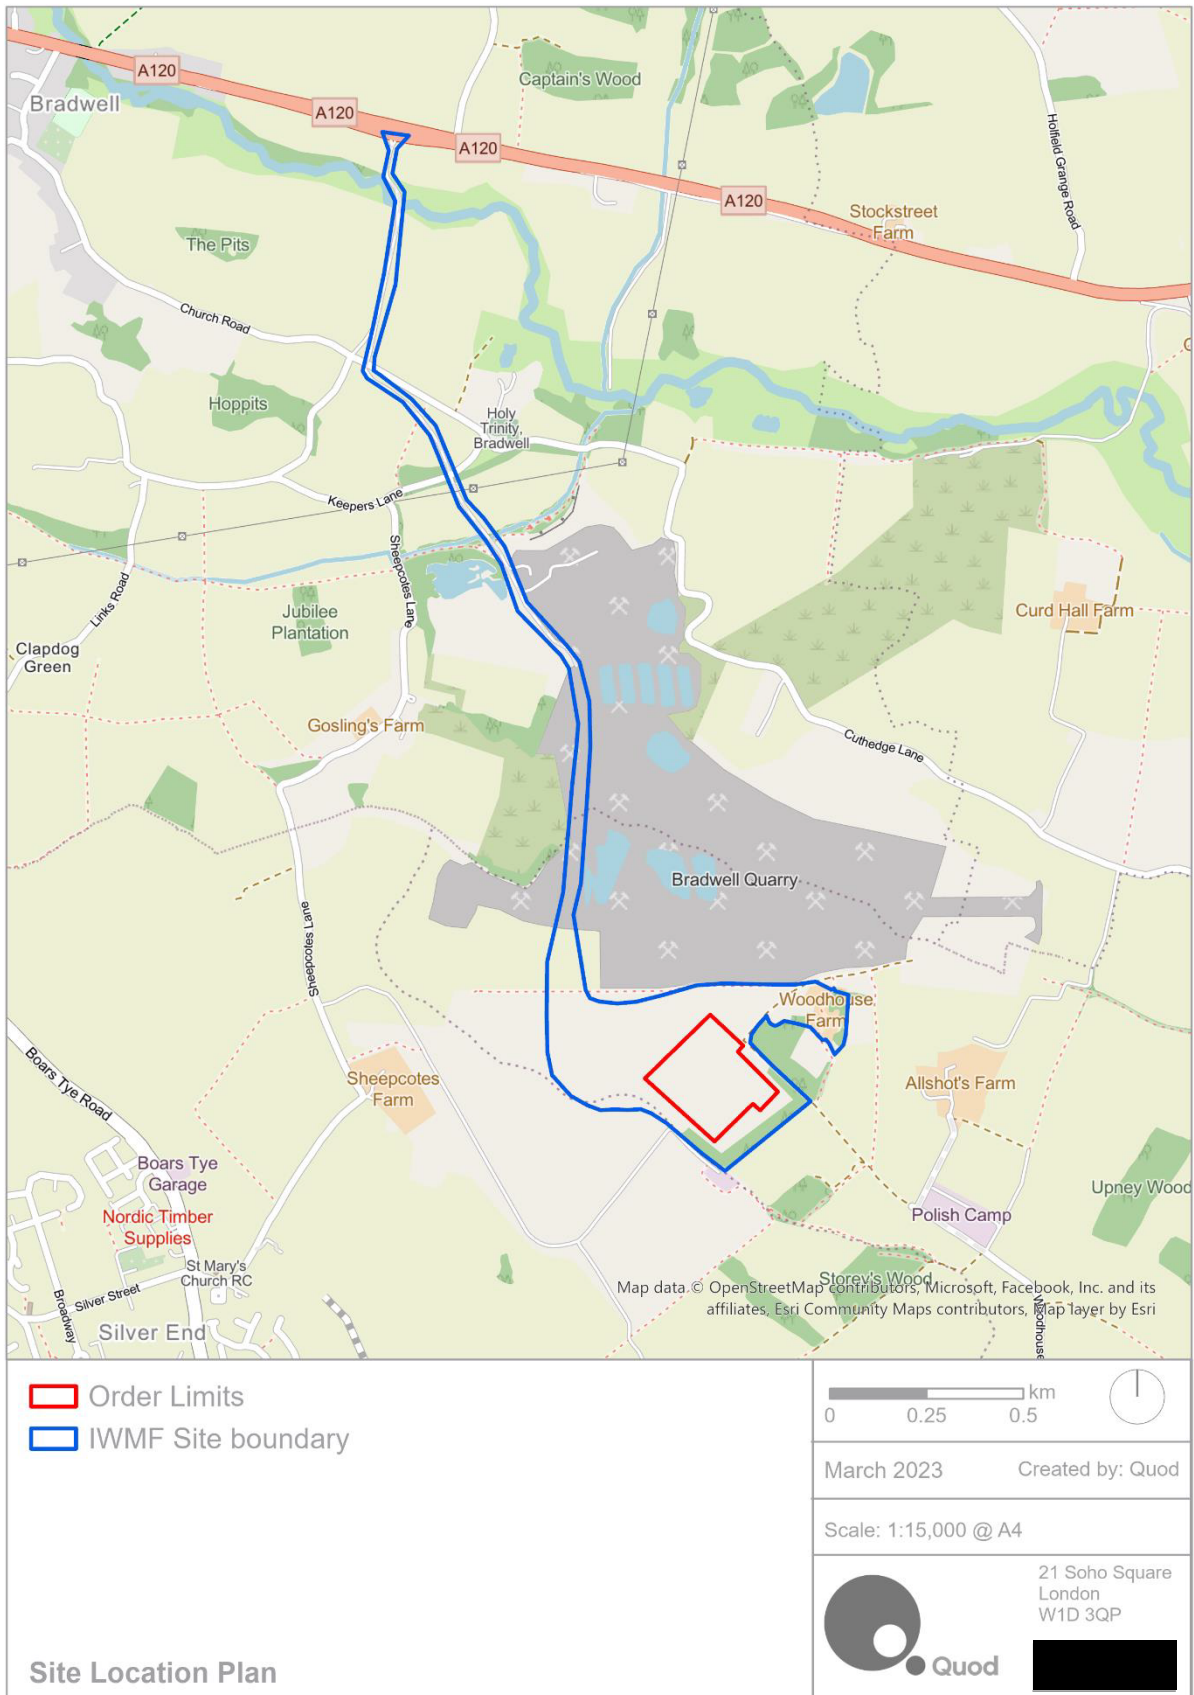 A120
Captain's Wood
Bradwell
A120
A120
Holfield Grange Road
A120
Stockstreet
Farm
The Pits
Church Road
Hoppits
Holy
Trinity,
Bradwell
Keepers Lane
Sheepcotes Lane
Links Road
Jubilee
Plantation
Curd Hall Farm
Clapdog
Green
Gosling's Farm
Cuthedge Lane
Bradwell Quarry
Sheepcotes Lane
Woodhouse
Farm
Boars Tye Road
Sheepcotes
Farm
Allshot's Farm
Boars Tye
Garage
Upney Wood
Nordic Timber
Supplies
Polish Camp
St Mary's
Church RC
Silver Street
Broadway
Silver End
Storey's Wood
Woodhouse
Map data © OpenStreetMap contributors, Microsoft, Facebook, Inc. and its
affiliates, Esri Community Maps contributors, Map layer by Esri
Order Limits
IWMF Site boundary
km
0 0.25 0.5
March 2023 Created by: Quod
Scale: 1:15,000 @ A4
21 Soho Square
London
W1D 3QP
Quod
Site Location Plan